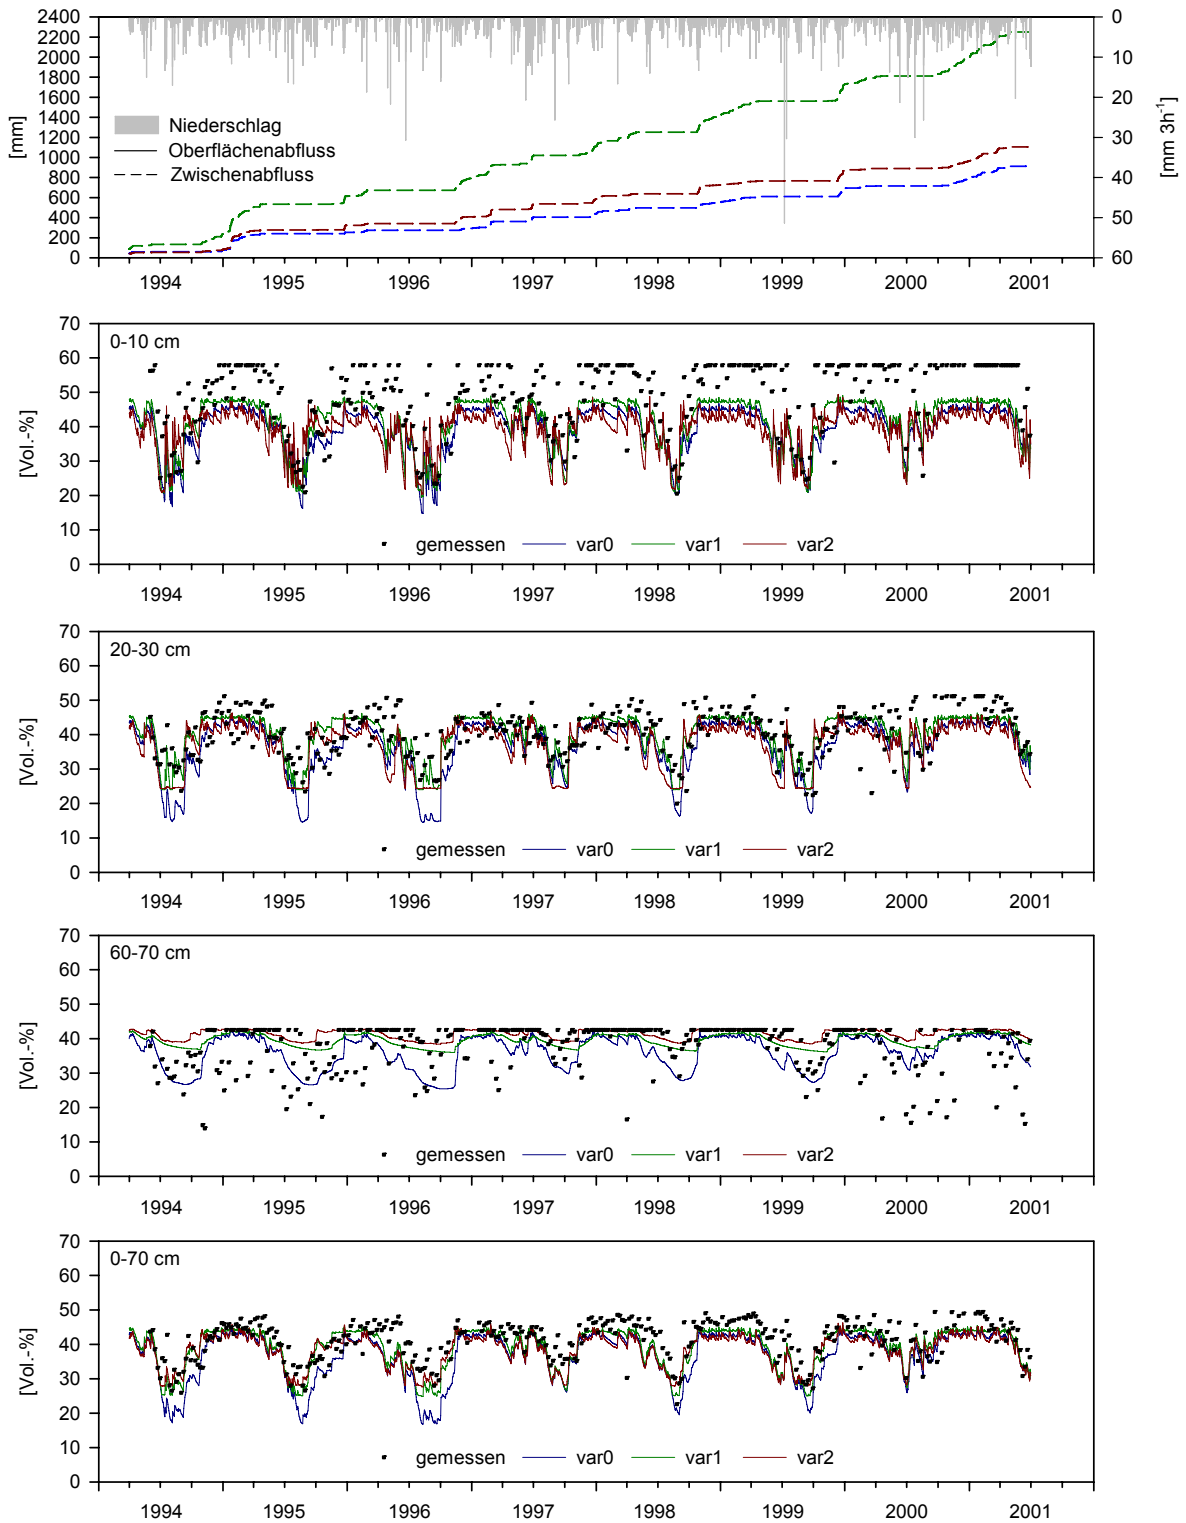 2400
2200
2000
1800
1600
1400
1200
1000
800
600
400
200
0
[mm]
0
10
20
30
40
50
60
[mm 3h⁻¹]
Niederschlag
Oberflächenabfluss
Zwischenabfluss
1994 1995 1996 1997 1998 1999 2000 2001
0-10 cm
70
60
50
40
30
20
10
0
[Vol.-%]
gemessen var0 var1 var2
1994 1995 1996 1997 1998 1999 2000 2001
20-30 cm
70
60
50
40
30
20
10
0
[Vol.-%]
gemessen var0 var1 var2
1994 1995 1996 1997 1998 1999 2000 2001
60-70 cm
70
60
50
40
30
20
10
0
[Vol.-%]
gemessen var0 var1 var2
1994 1995 1996 1997 1998 1999 2000 2001
0-70 cm
70
60
50
40
30
20
10
0
[Vol.-%]
gemessen var0 var1 var2
1994 1995 1996 1997 1998 1999 2000 2001